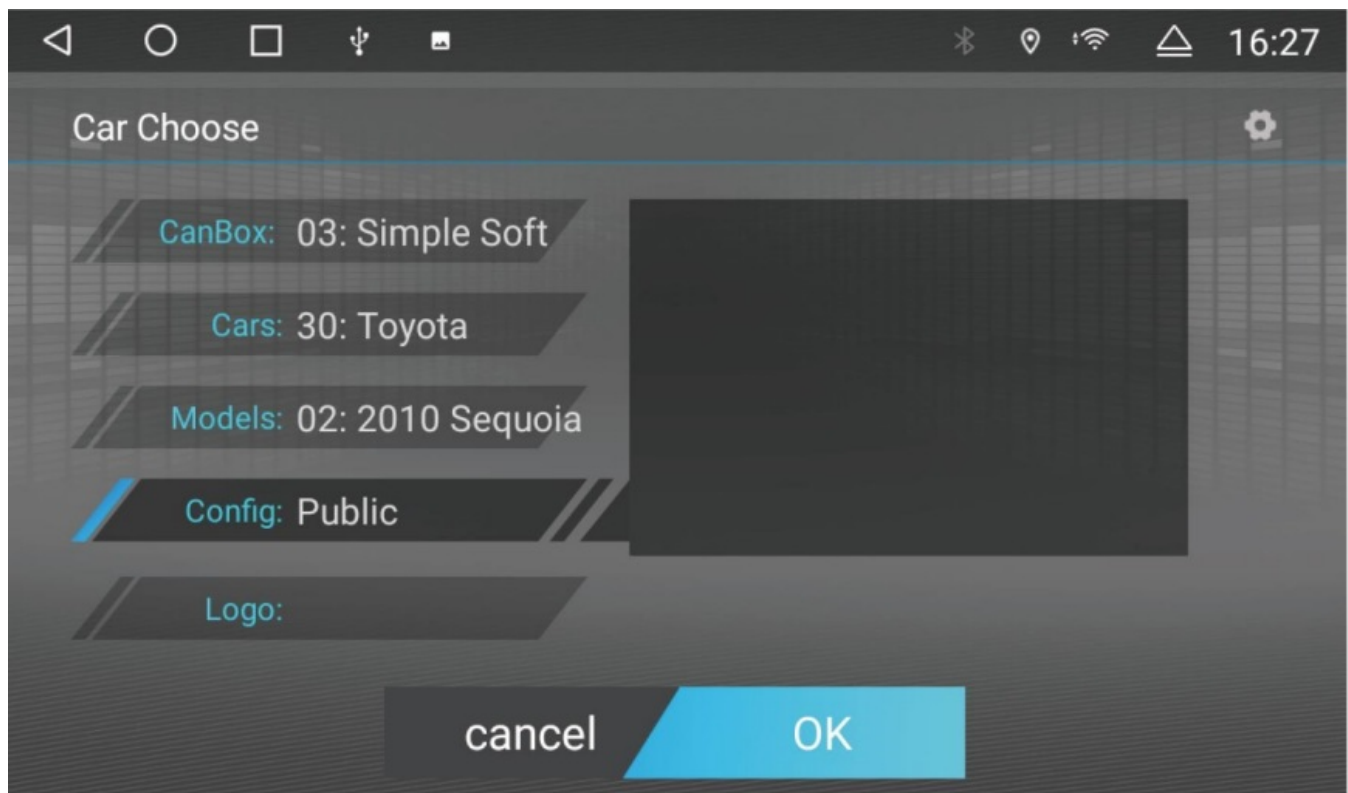 16:27
Car Choose
CanBox: 03: Simple Soft
Cars: 30: Toyota
Models: 02: 2010 Sequoia
Config: Public
Logo:
cancel OK